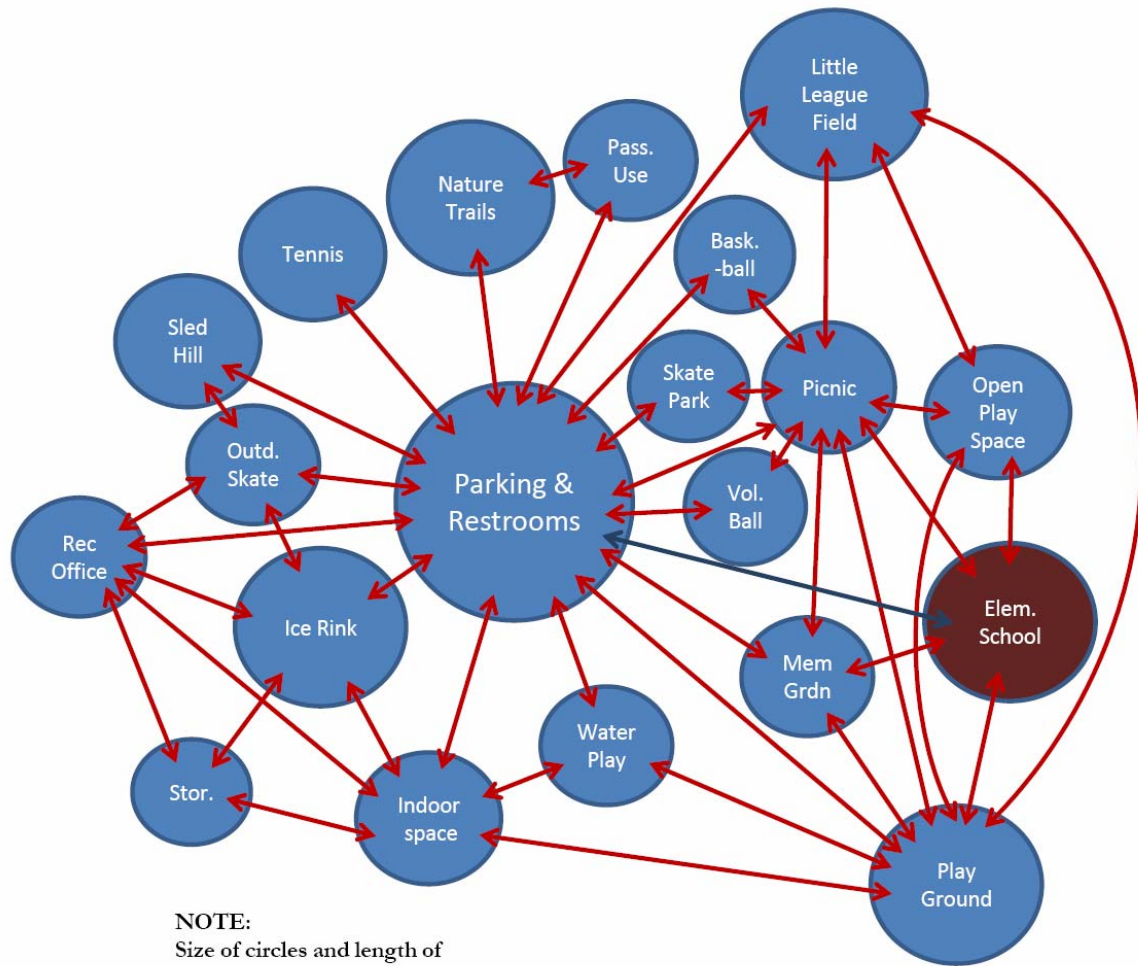 Little
League
Field
Pass.
Use
Nature
Trails
Tennis
Bask.
-ball
Sled
Hill
Skate
Park
Picnic
Open
Play
Space
Outd.
Skate
Parking &
Restrooms
Vol.
Ball
Rec
Office
Ice Rink
Elem.
School
Mem
Grdn
Water
Play
Stor.
Indoor
space
Play
Ground
NOTE:
Size of circles and length of